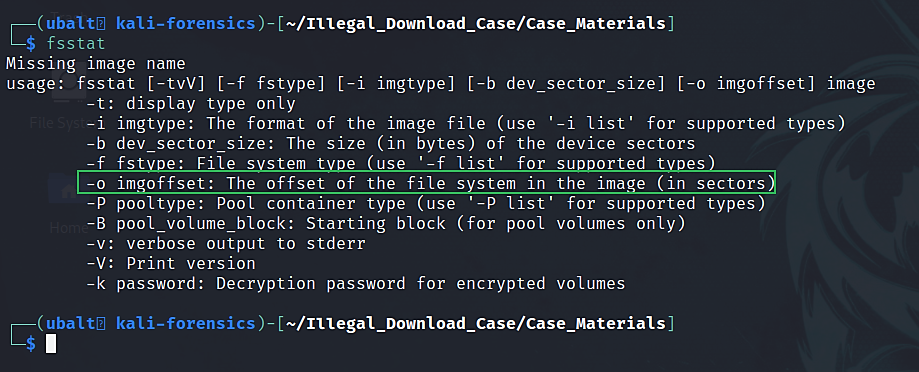 ┌──(ubalt㉿ kali-forensics)-[~/Illegal_Download_Case/Case_Materials]
└─$ fsstat
Missing image name
usage: fsstat [-tvV] [-f fstype] [-i imgtype] [-b dev_sector_size] [-o imgoffset] image
-t: display type only
-i imgtype: The format of the image file (use '-i list' for supported types)
-b dev_sector_size: The size (in bytes) of the device sectors
-f fstype: File system type (use '-f list' for supported types)
-o imgoffset: The offset of the file system in the image (in sectors)
-P pooltype: Pool container type (use '-P list' for supported types)
-B pool_volume_block: Starting block (for pool volumes only)
-v: verbose output to stderr
-V: Print version
-k password: Decryption password for encrypted volumes
┌──(ubalt㉿ kali-forensics)-[~/Illegal_Download_Case/Case_Materials]
└─$
File System
Home